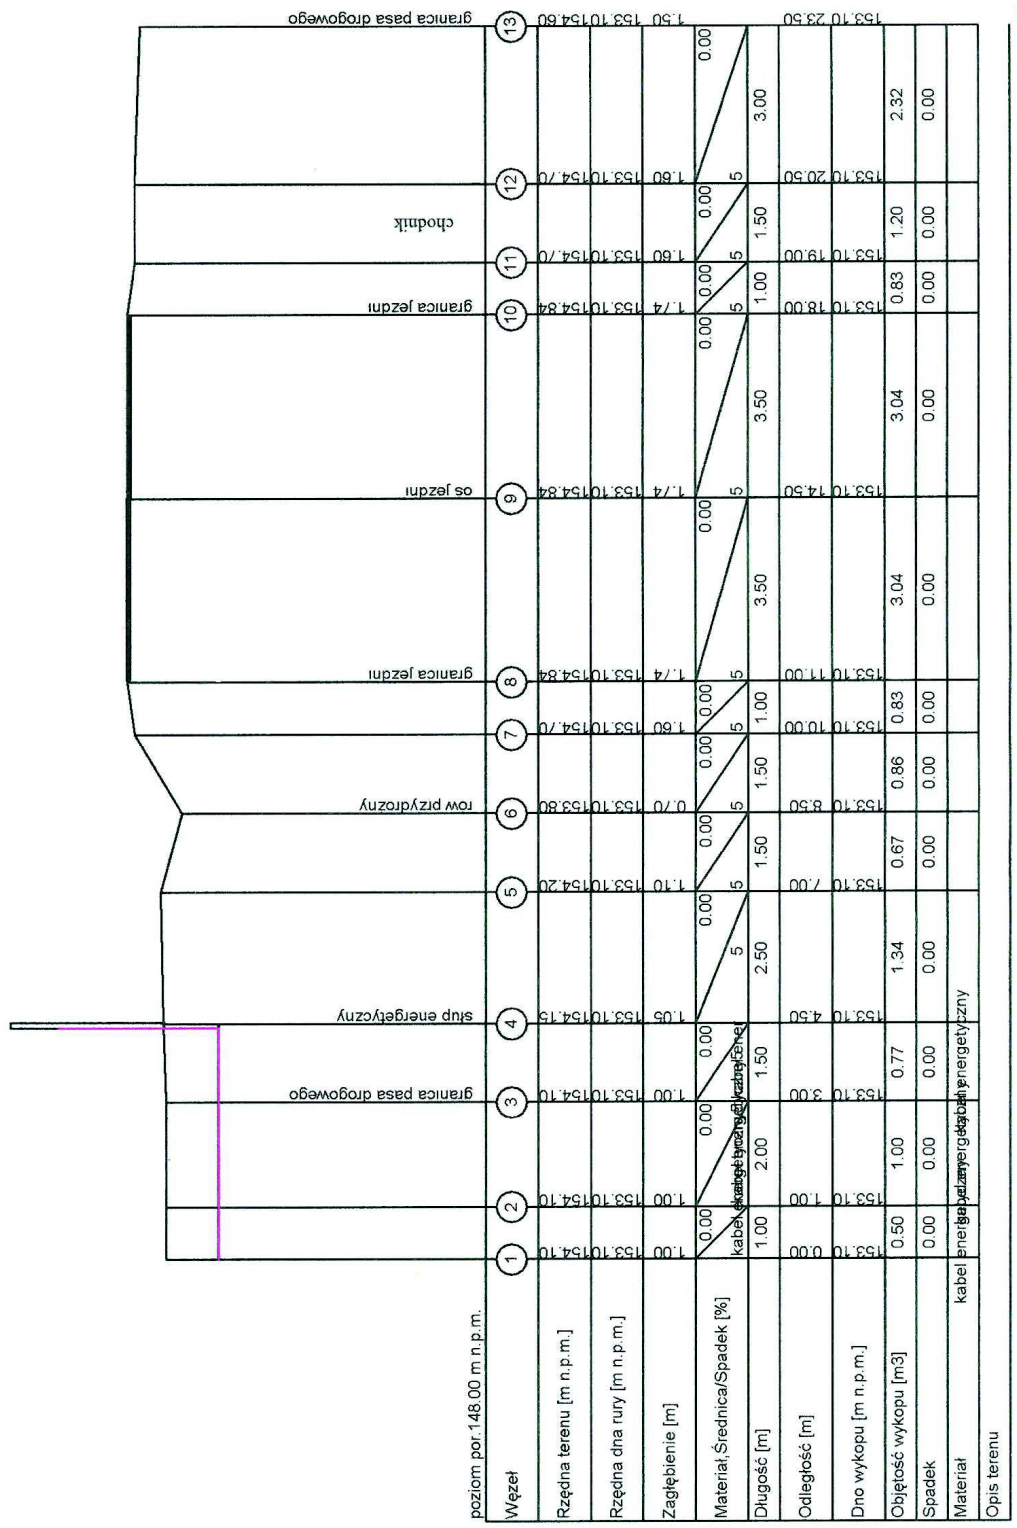 granica pasa drogowego
słup energetyczny
rów przydrożny
granica jezdni
oś jezdni
granica jezdni
chodnik
granica pasa drogowego
poziom por.148.00 m n.p.m.
Węzeł 1 2 3 4 5 6 7 8 9 10 11 12 13
Rzędna terenu [m n.p.m.] 154.10 154.10 154.10 154.15 154.20 153.80 154.70 154.84 154.84 154.84 154.70 154.70 154.60
Rzędna dna rury [m n.p.m.] 153.10 153.10 153.10 153.10 153.10 153.10 153.10 153.10 153.10 153.10 153.10 153.10 153.10
Zagłębienie [m] 1.00 1.00 1.00 1.05 1.10 0.70 1.60 1.74 1.74 1.74 1.60 1.60 1.50
Materiał,Średnica/Spadek [%] 0.00 0.00 0.00 0.00 0.00 0.00 0.00 0.00 0.00 0.00 0.00 0.00
kabel 5 5 5 5 5 5 5 5 5
Długość [m] 1.00 2.00 1.50 2.50 1.50 1.50 1.00 3.50 3.50 1.00 1.50 3.00
Odległość [m] 0.00 1.00 3.00 4.50 7.00 8.50 10.00 11.00 14.50 18.00 19.00 20.50 23.50
Dno wykopu [m n.p.m.] 153.10 153.10 153.10 153.10 153.10 153.10 153.10 153.10 153.10 153.10 153.10 153.10 153.10
Objętość wykopu [m3] 0.50 1.00 0.77 1.34 0.67 0.86 0.83 3.04 3.04 0.83 1.20 2.32
Spadek 0.00 0.00 0.00 0.00 0.00 0.00 0.00 0.00 0.00 0.00 0.00 0.00
Materiał kabel energetyczny
Opis terenu